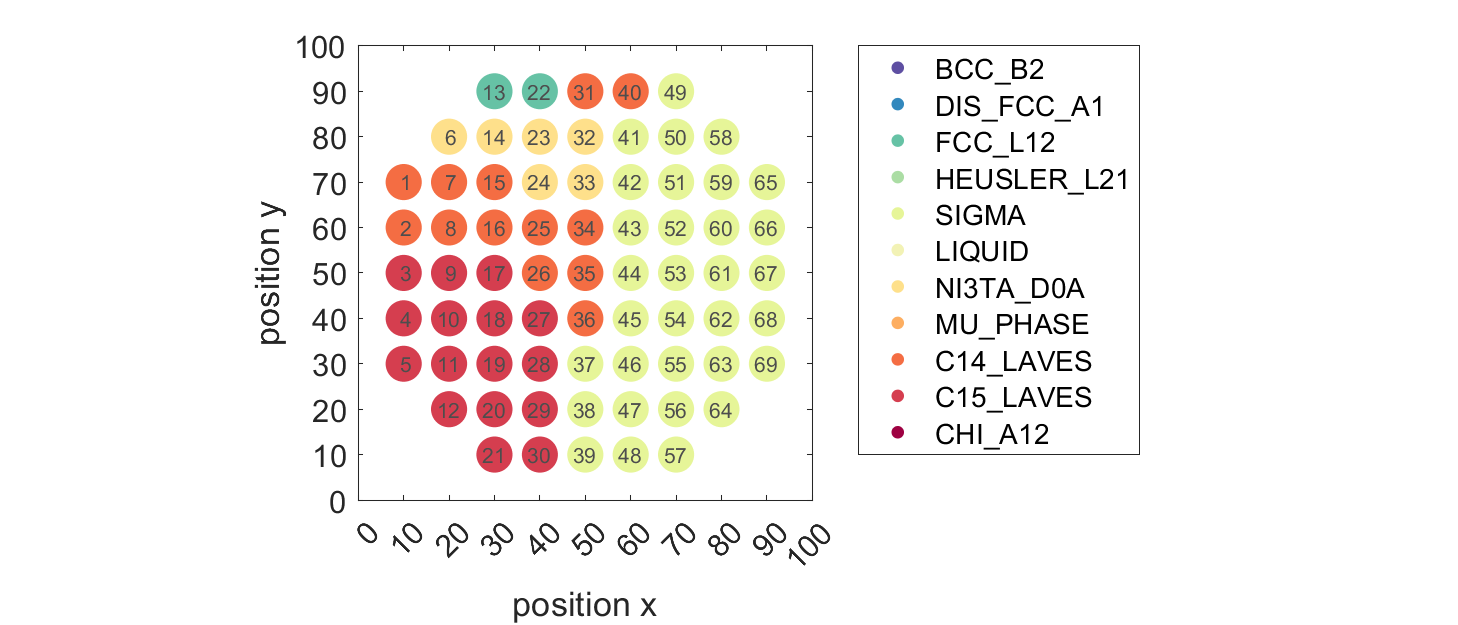 100
90
80
70
60
50
40
30
20
10
0
position y
13 22 31 40 49
6 14 23 32 41 50 58
1 7 15 24 33 42 51 59 65
2 8 16 25 34 43 52 60 66
3 9 17 26 35 44 53 61 67
4 10 18 27 36 45 54 62 68
5 11 19 28 37 46 55 63 69
12 20 29 38 47 56 64
21 30 39 48 57
0 10 20 30 40 50 60 70 80 90 100
position x
BCC_B2
DIS_FCC_A1
FCC_L12
HEUSLER_L21
SIGMA
LIQUID
NI3TA_D0A
MU_PHASE
C14_LAVES
C15_LAVES
CHI_A12